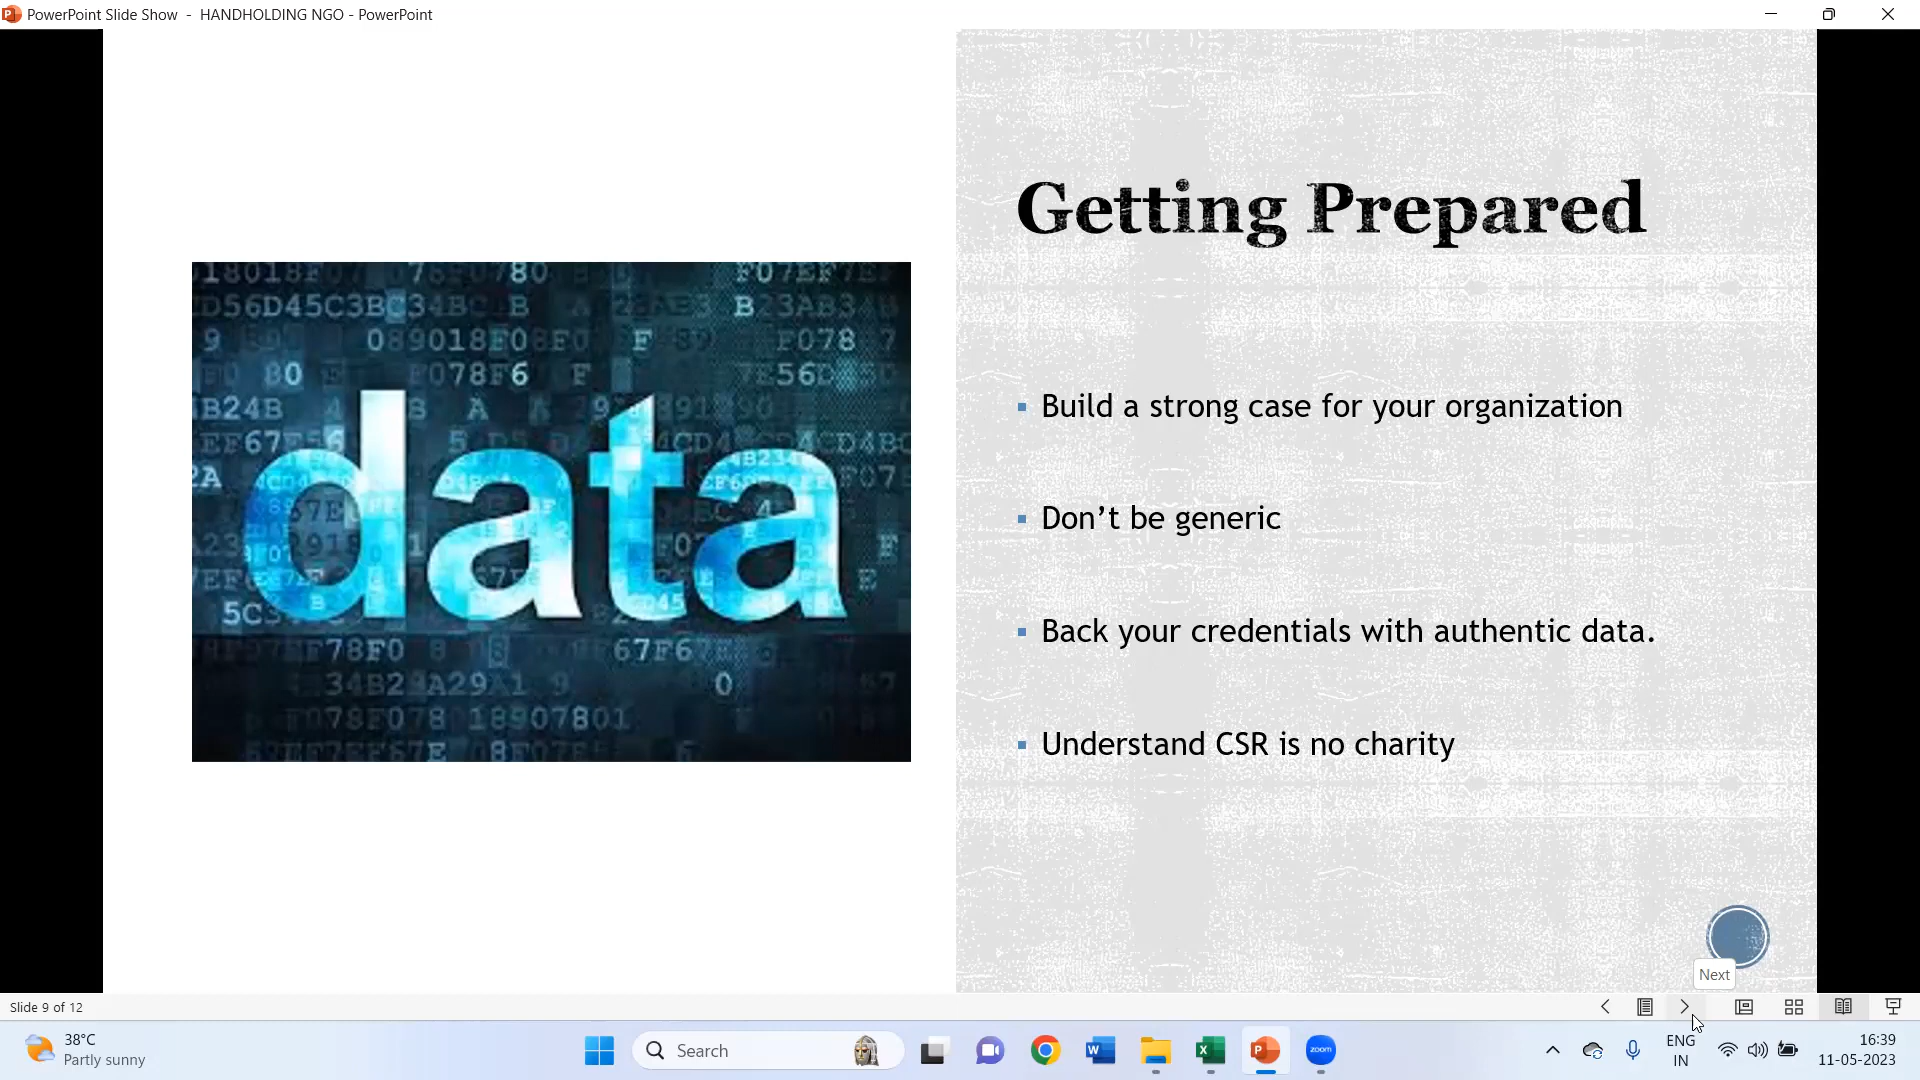 PowerPoint Slide Show - HANDHOLDING NGO - PowerPoint
Getting Prepared
data
Build a strong case for your organization
Don’t be generic
Back your credentials with authentic data.
Understand CSR is no charity
Next
Slide 9 of 12
38°C
Partly sunny
Search
zoom
ENG
IN
16:39
11-05-2023